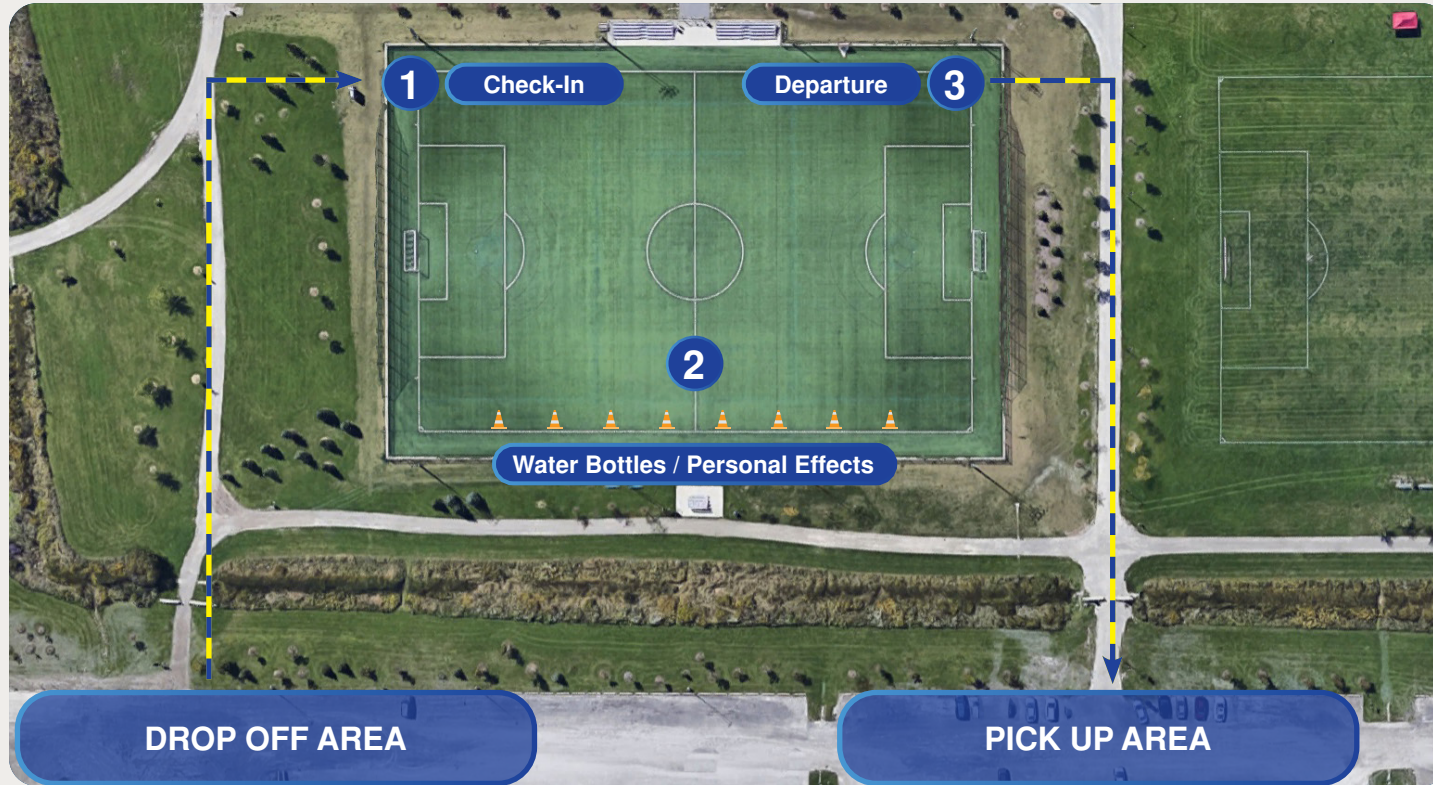 1
Check-In
Departure
3
2
Water Bottles / Personal Effects
DROP OFF AREA
PICK UP AREA